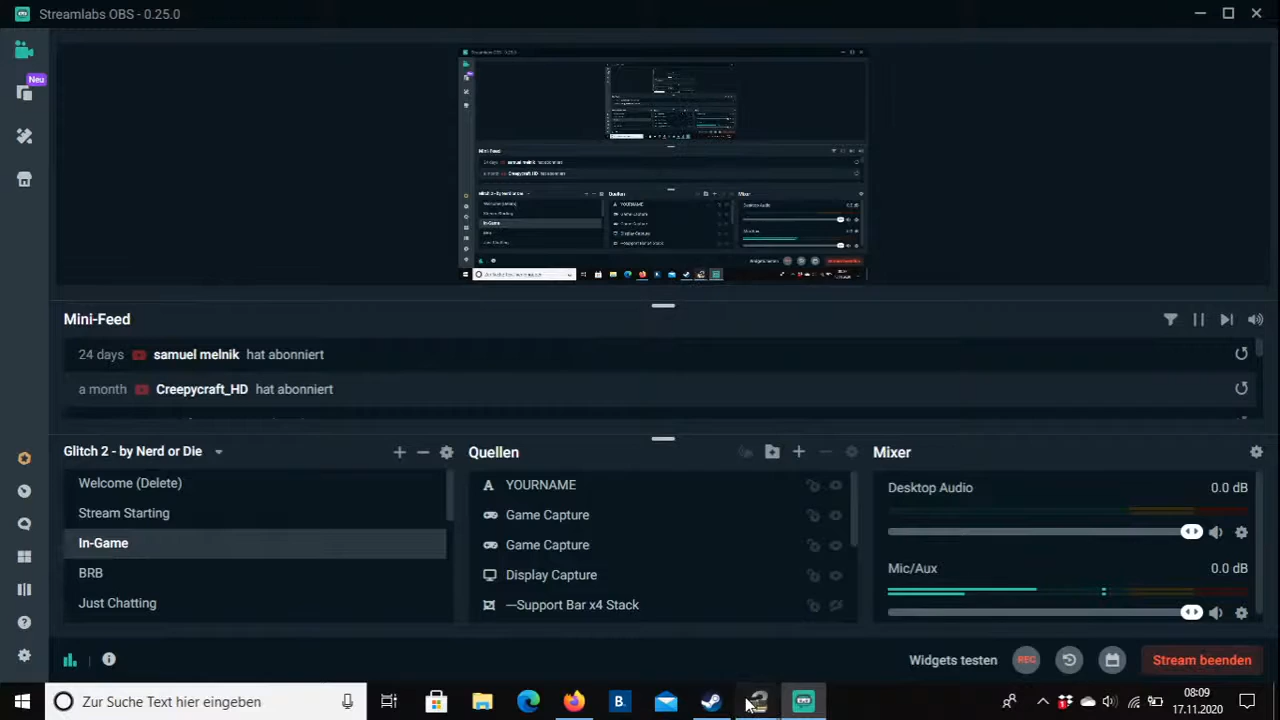 Streamlabs OBS - 0.25.0
Neu
Mini-Feed
24 days samuel melnik hat abonniert
a month Creepycraft_HD hat abonniert
Glitch 2 - by Nerd or Die
Welcome (Delete)
Stream Starting
In-Game
BRB
Just Chatting
Quellen
YOURNAME
Game Capture
Game Capture
Display Capture
—Support Bar x4 Stack
Mixer
Desktop Audio 0.0 dB
Mic/Aux 0.0 dB
Widgets testen
REC
Stream beenden
Zur Suche Text hier eingeben
B.
08:09
17.11.2020